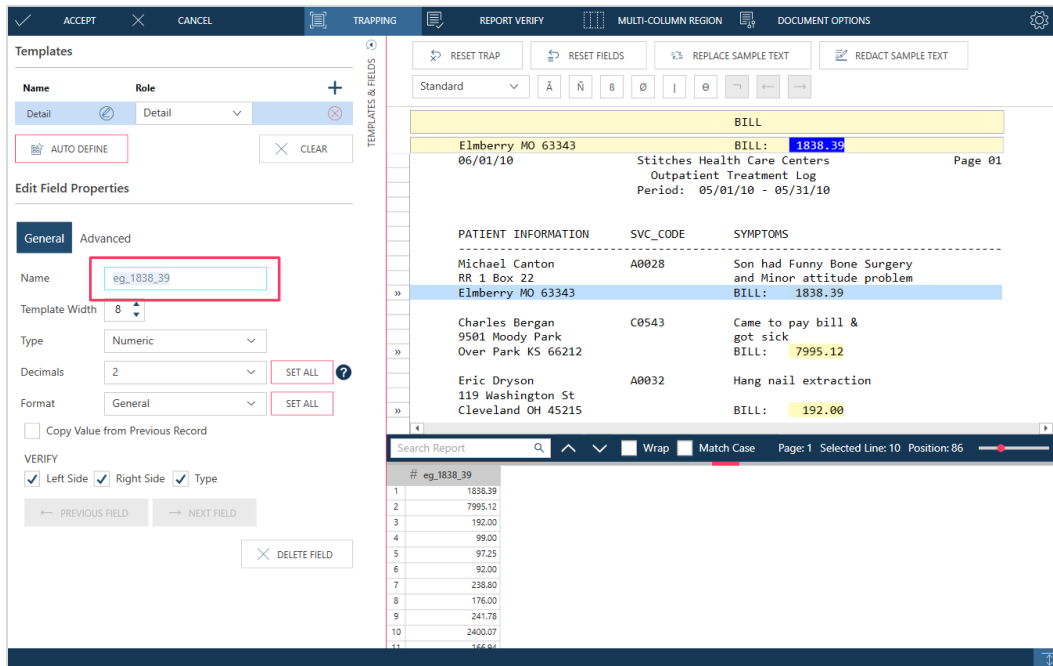 ACCEPT CANCEL TRAPPING REPORT VERIFY MULTI-COLUMN REGION DOCUMENT OPTIONS
Templates
Name Role
Detail Detail
AUTO DEFINE CLEAR
Edit Field Properties
General Advanced
Name eg_1838_39
Template Width 8
Type Numeric
Decimals 2 SET ALL ?
Format General SET ALL
Copy Value from Previous Record
VERIFY
Left Side Right Side Type
PREVIOUS FIELD NEXT FIELD
DELETE FIELD
TEMPLATES & FIELDS
RESET TRAP RESET FIELDS REPLACE SAMPLE TEXT REDACT SAMPLE TEXT
Standard Ã Ñ ß Ø | ɵ ¬
BILL
Elmberry MO 63343 BILL: 1838.39
06/01/10 Stitches Health Care Centers Page 01
Outpatient Treatment Log
Period: 05/01/10 - 05/31/10
PATIENT INFORMATION SVC_CODE SYMPTOMS
Michael Canton A0028 Son had Funny Bone Surgery
RR 1 Box 22 and Minor attitude problem
» Elmberry MO 63343 BILL: 1838.39
Charles Bergan C0543 Came to pay bill &
9501 Moody Park got sick
» Over Park KS 66212 BILL: 7995.12
Eric Dryson A0032 Hang nail extraction
119 Washington St
» Cleveland OH 45215 BILL: 192.00
Search Report Wrap Match Case Page: 1 Selected Line: 10 Position: 86
# eg_1838_39
1 1838.39
2 7995.12
3 192.00
4 99.00
5 97.25
6 92.00
7 238.80
8 176.00
9 241.78
10 2400.07
11 166.94